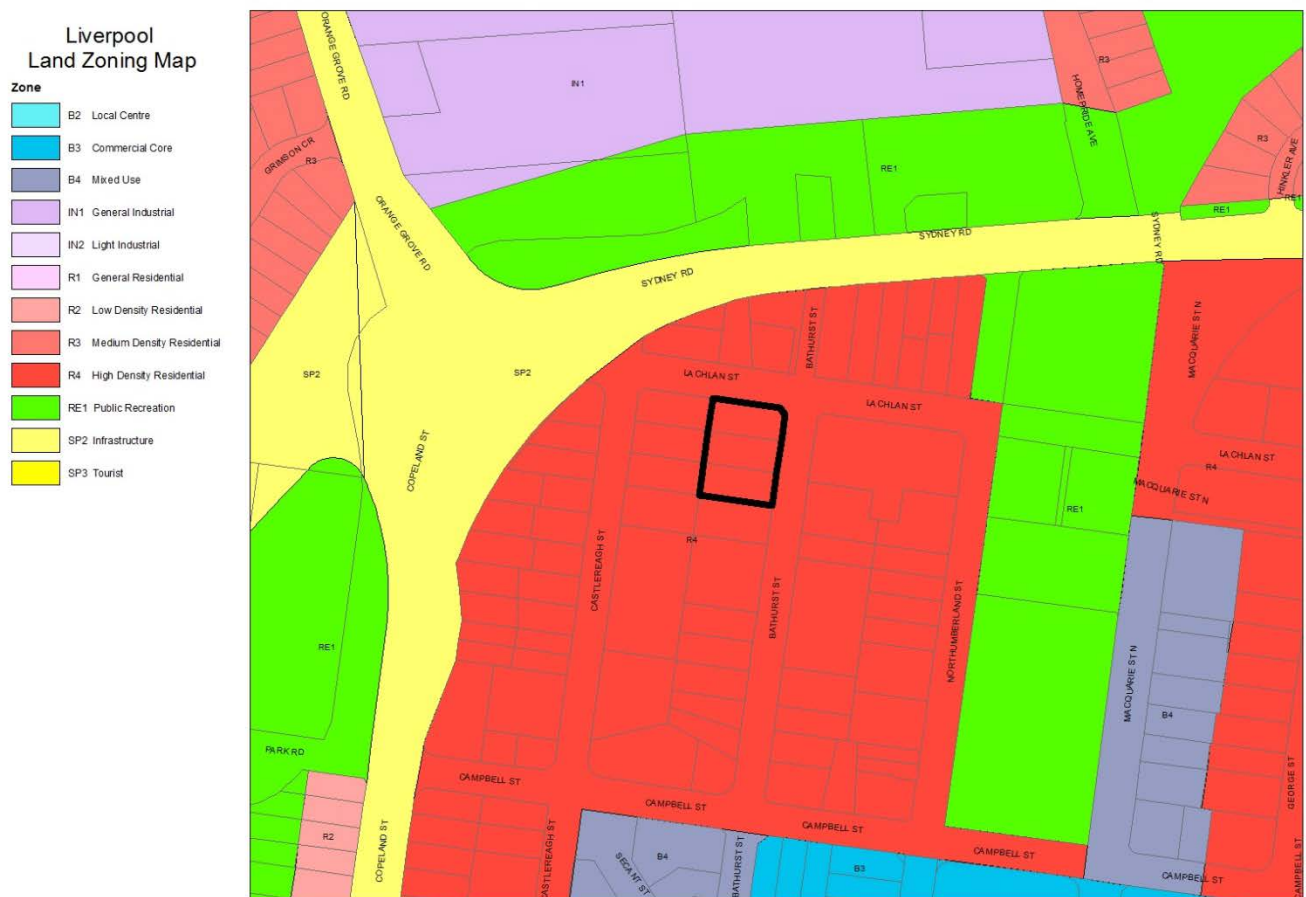 Liverpool
Land Zoning Map
Zone
B2 Local Centre
B3 Commercial Core
B4 Mixed Use
IN1 General Industrial
IN2 Light Industrial
R1 General Residential
R2 Low Density Residential
R3 Medium Density Residential
R4 High Density Residential
RE1 Public Recreation
SP2 Infrastructure
SP3 Tourist
ORANGE GROVE RD
IN1
R3
HOMEPRIDE AVE
GRIMSON CR
R3
R3
HINKLER AVE
RE1
RE1
RE1
ORANGE GROVE RD
SYDNEY RD
SYDNEY RD
SYDNEY RD
BATHURST ST
MACQUARIE ST N
SP2
SP2
LACHLAN ST
LACHLAN ST
LACHLAN ST
COPELAND ST
R4
MACQUARIE ST N
RE1
R4
CASTLEREAGH ST
BATHURST ST
NORTHUMBERLAND ST
RE1
MACQUARIE ST N
B4
PARK RD
CAMPBELL ST
GEORGE ST
CAMPBELL ST
CAMPBELL ST
CAMPBELL ST
CAMPBELL ST
R2
COPELAND ST
CASTLEREAGH ST
B4
SECANT ST
BATHURST ST
B3
CAMPBELL ST